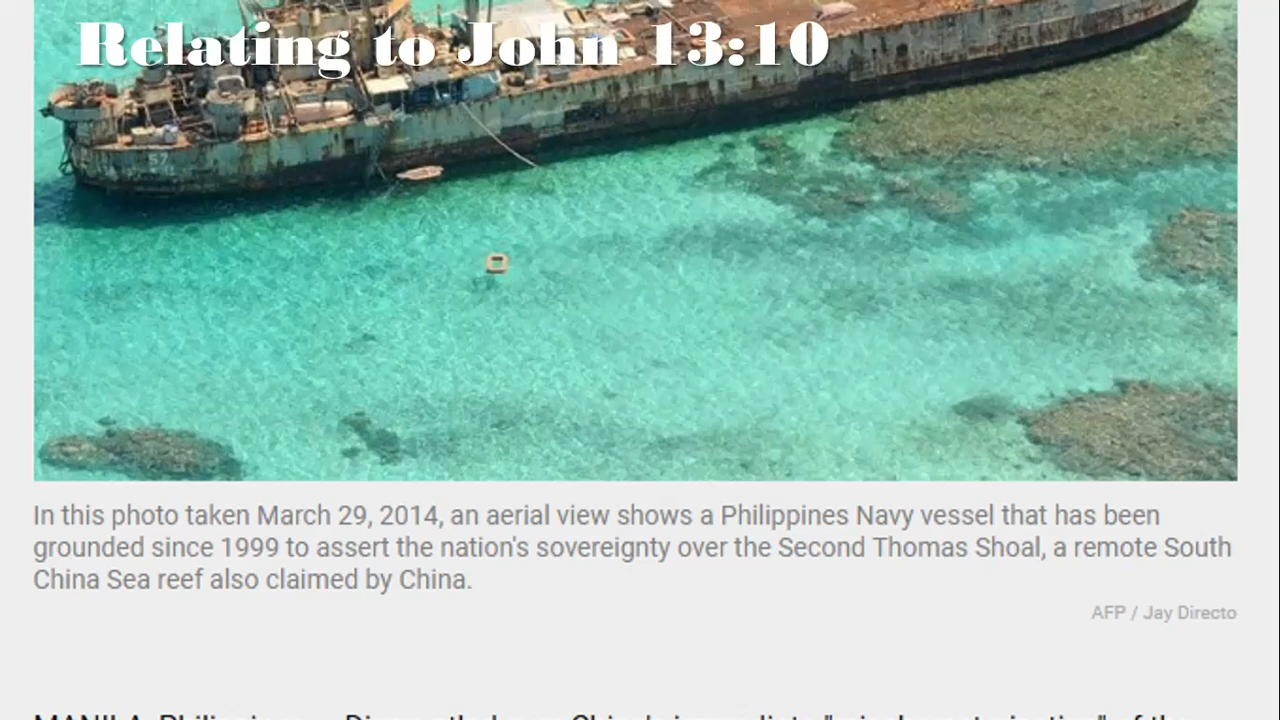 Relating to John 13:10
57
In this photo taken March 29, 2014, an aerial view shows a Philippines Navy vessel that has been
grounded since 1999 to assert the nation's sovereignty over the Second Thomas Shoal, a remote South
China Sea reef also claimed by China.
AFP / Jay Directo